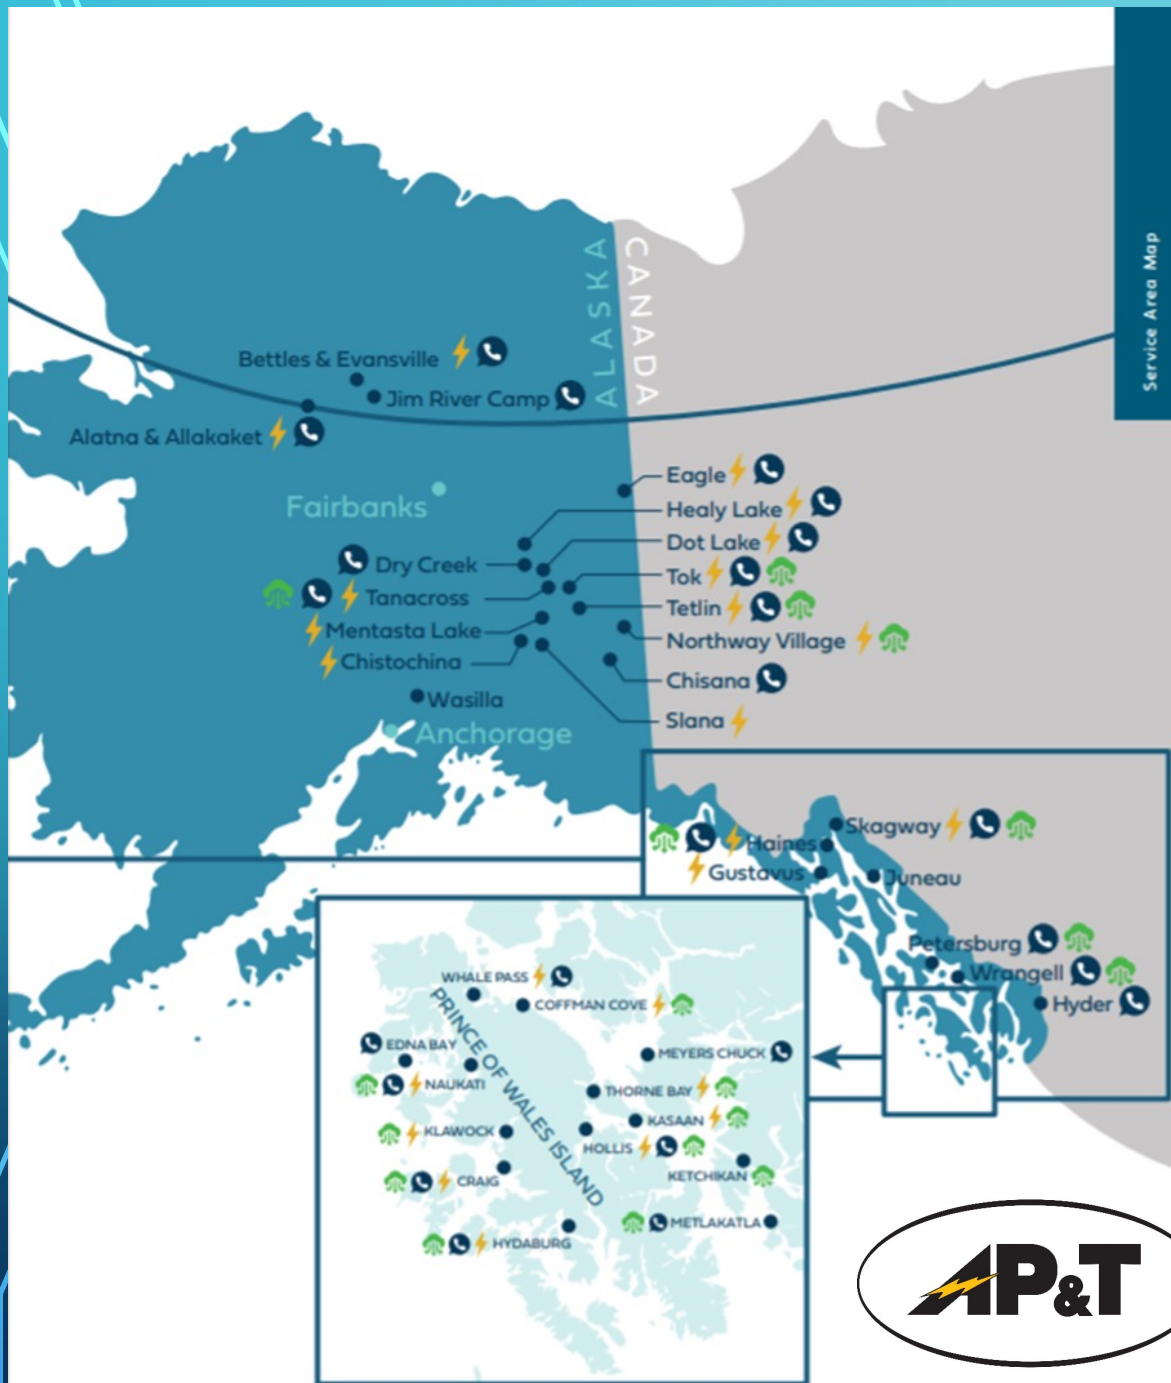 Service Area Map
ALASKA
CANADA
Bettles & Evansville
Jim River Camp
Alatna & Allakaket
Fairbanks
Eagle
Healy Lake
Dot Lake
Dry Creek
Tok
Tanacross
Tetlin
Mentasta Lake
Northway Village
Chistochina
Chisana
Wasilla
Slana
Anchorage
Skagway
Haines
Gustavus
Juneau
Petersburg
Wrangell
Hyder
WHALE PASS
COFFMAN COVE
PRINCE OF WALES ISLAND
EDNA BAY
MEYERS CHUCK
NAUKATI
THORNE BAY
KASAAN
KLAWOCK
HOLLIS
CRAIG
KETCHIKAN
METLAKATLA
HYDABURG
AP&T